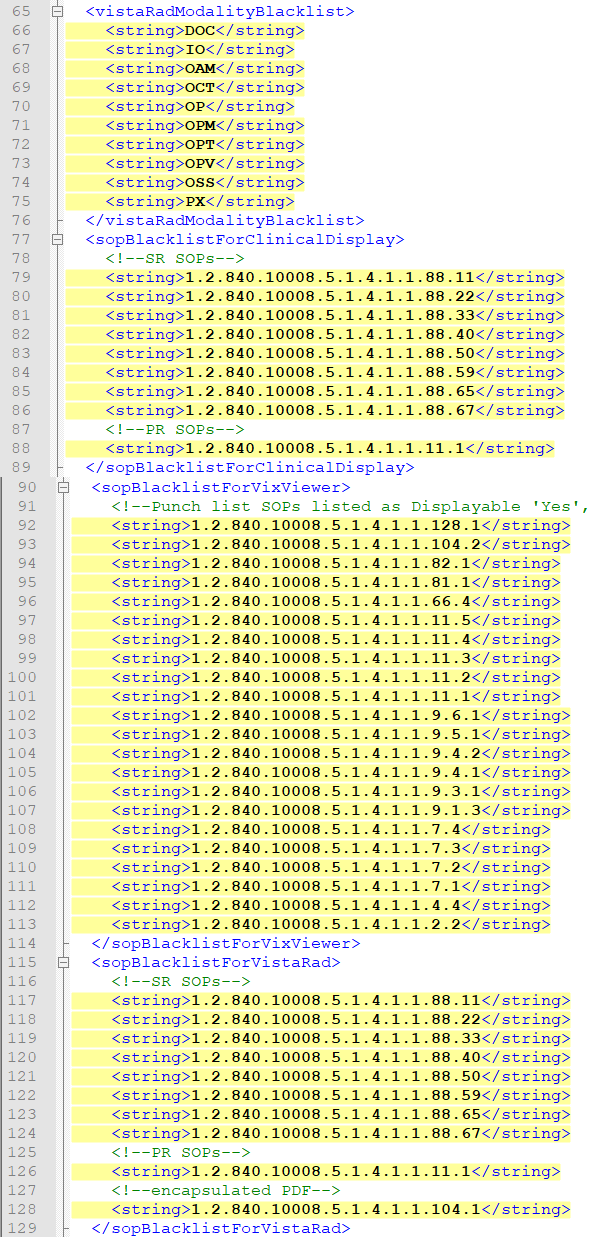 65 <vistaRadModalityBlacklist>
66 <string>DOC</string>
67 <string>IO</string>
68 <string>OAM</string>
69 <string>OCT</string>
70 <string>OP</string>
71 <string>OPM</string>
72 <string>OPT</string>
73 <string>OPV</string>
74 <string>OSS</string>
75 <string>PX</string>
76 </vistaRadModalityBlacklist>
77 <sopBlacklistForClinicalDisplay>
78 <!--SR SOPs-->
79 <string>1.2.840.10008.5.1.4.1.1.88.11</string>
80 <string>1.2.840.10008.5.1.4.1.1.88.22</string>
81 <string>1.2.840.10008.5.1.4.1.1.88.33</string>
82 <string>1.2.840.10008.5.1.4.1.1.88.40</string>
83 <string>1.2.840.10008.5.1.4.1.1.88.50</string>
84 <string>1.2.840.10008.5.1.4.1.1.88.59</string>
85 <string>1.2.840.10008.5.1.4.1.1.88.65</string>
86 <string>1.2.840.10008.5.1.4.1.1.88.67</string>
87 <!--PR SOPs-->
88 <string>1.2.840.10008.5.1.4.1.1.11.1</string>
89 </sopBlacklistForClinicalDisplay>
90 <sopBlacklistForVixViewer>
91 <!--Punch list SOPs listed as Displayable 'Yes',
92 <string>1.2.840.10008.5.1.4.1.1.128.1</string>
93 <string>1.2.840.10008.5.1.4.1.1.104.2</string>
94 <string>1.2.840.10008.5.1.4.1.1.82.1</string>
95 <string>1.2.840.10008.5.1.4.1.1.81.1</string>
96 <string>1.2.840.10008.5.1.4.1.1.66.4</string>
97 <string>1.2.840.10008.5.1.4.1.1.11.5</string>
98 <string>1.2.840.10008.5.1.4.1.1.11.4</string>
99 <string>1.2.840.10008.5.1.4.1.1.11.3</string>
100 <string>1.2.840.10008.5.1.4.1.1.11.2</string>
101 <string>1.2.840.10008.5.1.4.1.1.11.1</string>
102 <string>1.2.840.10008.5.1.4.1.1.9.6.1</string>
103 <string>1.2.840.10008.5.1.4.1.1.9.5.1</string>
104 <string>1.2.840.10008.5.1.4.1.1.9.4.2</string>
105 <string>1.2.840.10008.5.1.4.1.1.9.4.1</string>
106 <string>1.2.840.10008.5.1.4.1.1.9.3.1</string>
107 <string>1.2.840.10008.5.1.4.1.1.9.1.3</string>
108 <string>1.2.840.10008.5.1.4.1.1.7.4</string>
109 <string>1.2.840.10008.5.1.4.1.1.7.3</string>
110 <string>1.2.840.10008.5.1.4.1.1.7.2</string>
111 <string>1.2.840.10008.5.1.4.1.1.7.1</string>
112 <string>1.2.840.10008.5.1.4.1.1.4.4</string>
113 <string>1.2.840.10008.5.1.4.1.1.2.2</string>
114 </sopBlacklistForVixViewer>
115 <sopBlacklistForVistaRad>
116 <!--SR SOPs-->
117 <string>1.2.840.10008.5.1.4.1.1.88.11</string>
118 <string>1.2.840.10008.5.1.4.1.1.88.22</string>
119 <string>1.2.840.10008.5.1.4.1.1.88.33</string>
120 <string>1.2.840.10008.5.1.4.1.1.88.40</string>
121 <string>1.2.840.10008.5.1.4.1.1.88.50</string>
122 <string>1.2.840.10008.5.1.4.1.1.88.59</string>
123 <string>1.2.840.10008.5.1.4.1.1.88.65</string>
124 <string>1.2.840.10008.5.1.4.1.1.88.67</string>
125 <!--PR SOPs-->
126 <string>1.2.840.10008.5.1.4.1.1.11.1</string>
127 <!--encapsulated PDF-->
128 <string>1.2.840.10008.5.1.4.1.1.104.1</string>
129 </sopBlacklistForVistaRad>